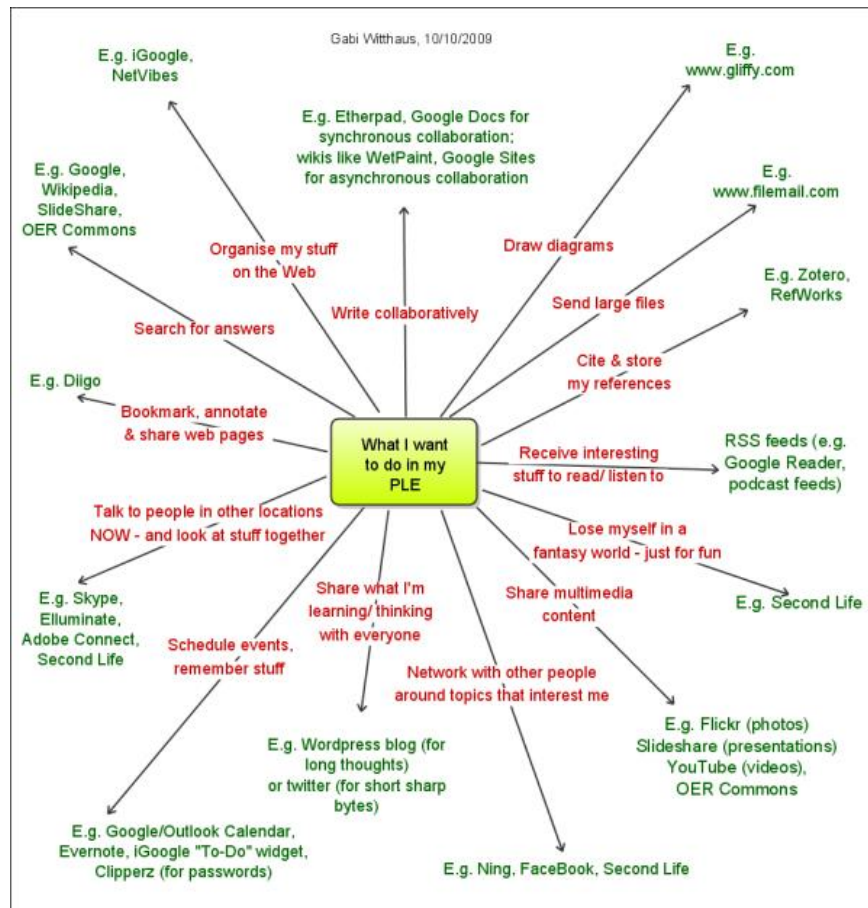 Gabi Witthaus, 10/10/2009
E.g. iGoogle,
NetVibes
E.g. Etherpad, Google Docs for
synchronous collaboration;
wikis like WetPaint, Google Sites
for asynchronous collaboration
E.g.
www.gliffy.com
E.g. Google,
Wikipedia,
SlideShare,
OER Commons
E.g.
www.filemail.com
Organise my stuff
on the Web
Draw diagrams
E.g. Zotero,
RefWorks
Search for answers
Write collaboratively
Send large files
Cite & store
my references
E.g. Diigo
Bookmark, annotate
& share web pages
What I want
to do in my
PLE
Receive interesting
stuff to read/ listen to
RSS feeds (e.g.
Google Reader,
podcast feeds)
Talk to people in other locations
NOW - and look at stuff together
Lose myself in a
fantasy world - just for fun
E.g. Skype,
Elluminate,
Adobe Connect,
Second Life
Share what I'm
learning/ thinking
with everyone
Share multimedia
content
E.g. Second Life
Schedule events,
remember stuff
Network with other people
around topics that interest me
E.g. Wordpress blog (for
long thoughts)
or twitter (for short sharp
bytes)
E.g. Flickr (photos)
Slideshare (presentations)
YouTube (videos),
OER Commons
E.g. Google/Outlook Calendar,
Evernote, iGoogle "To-Do" widget,
Clipperz (for passwords)
E.g. Ning, FaceBook, Second Life